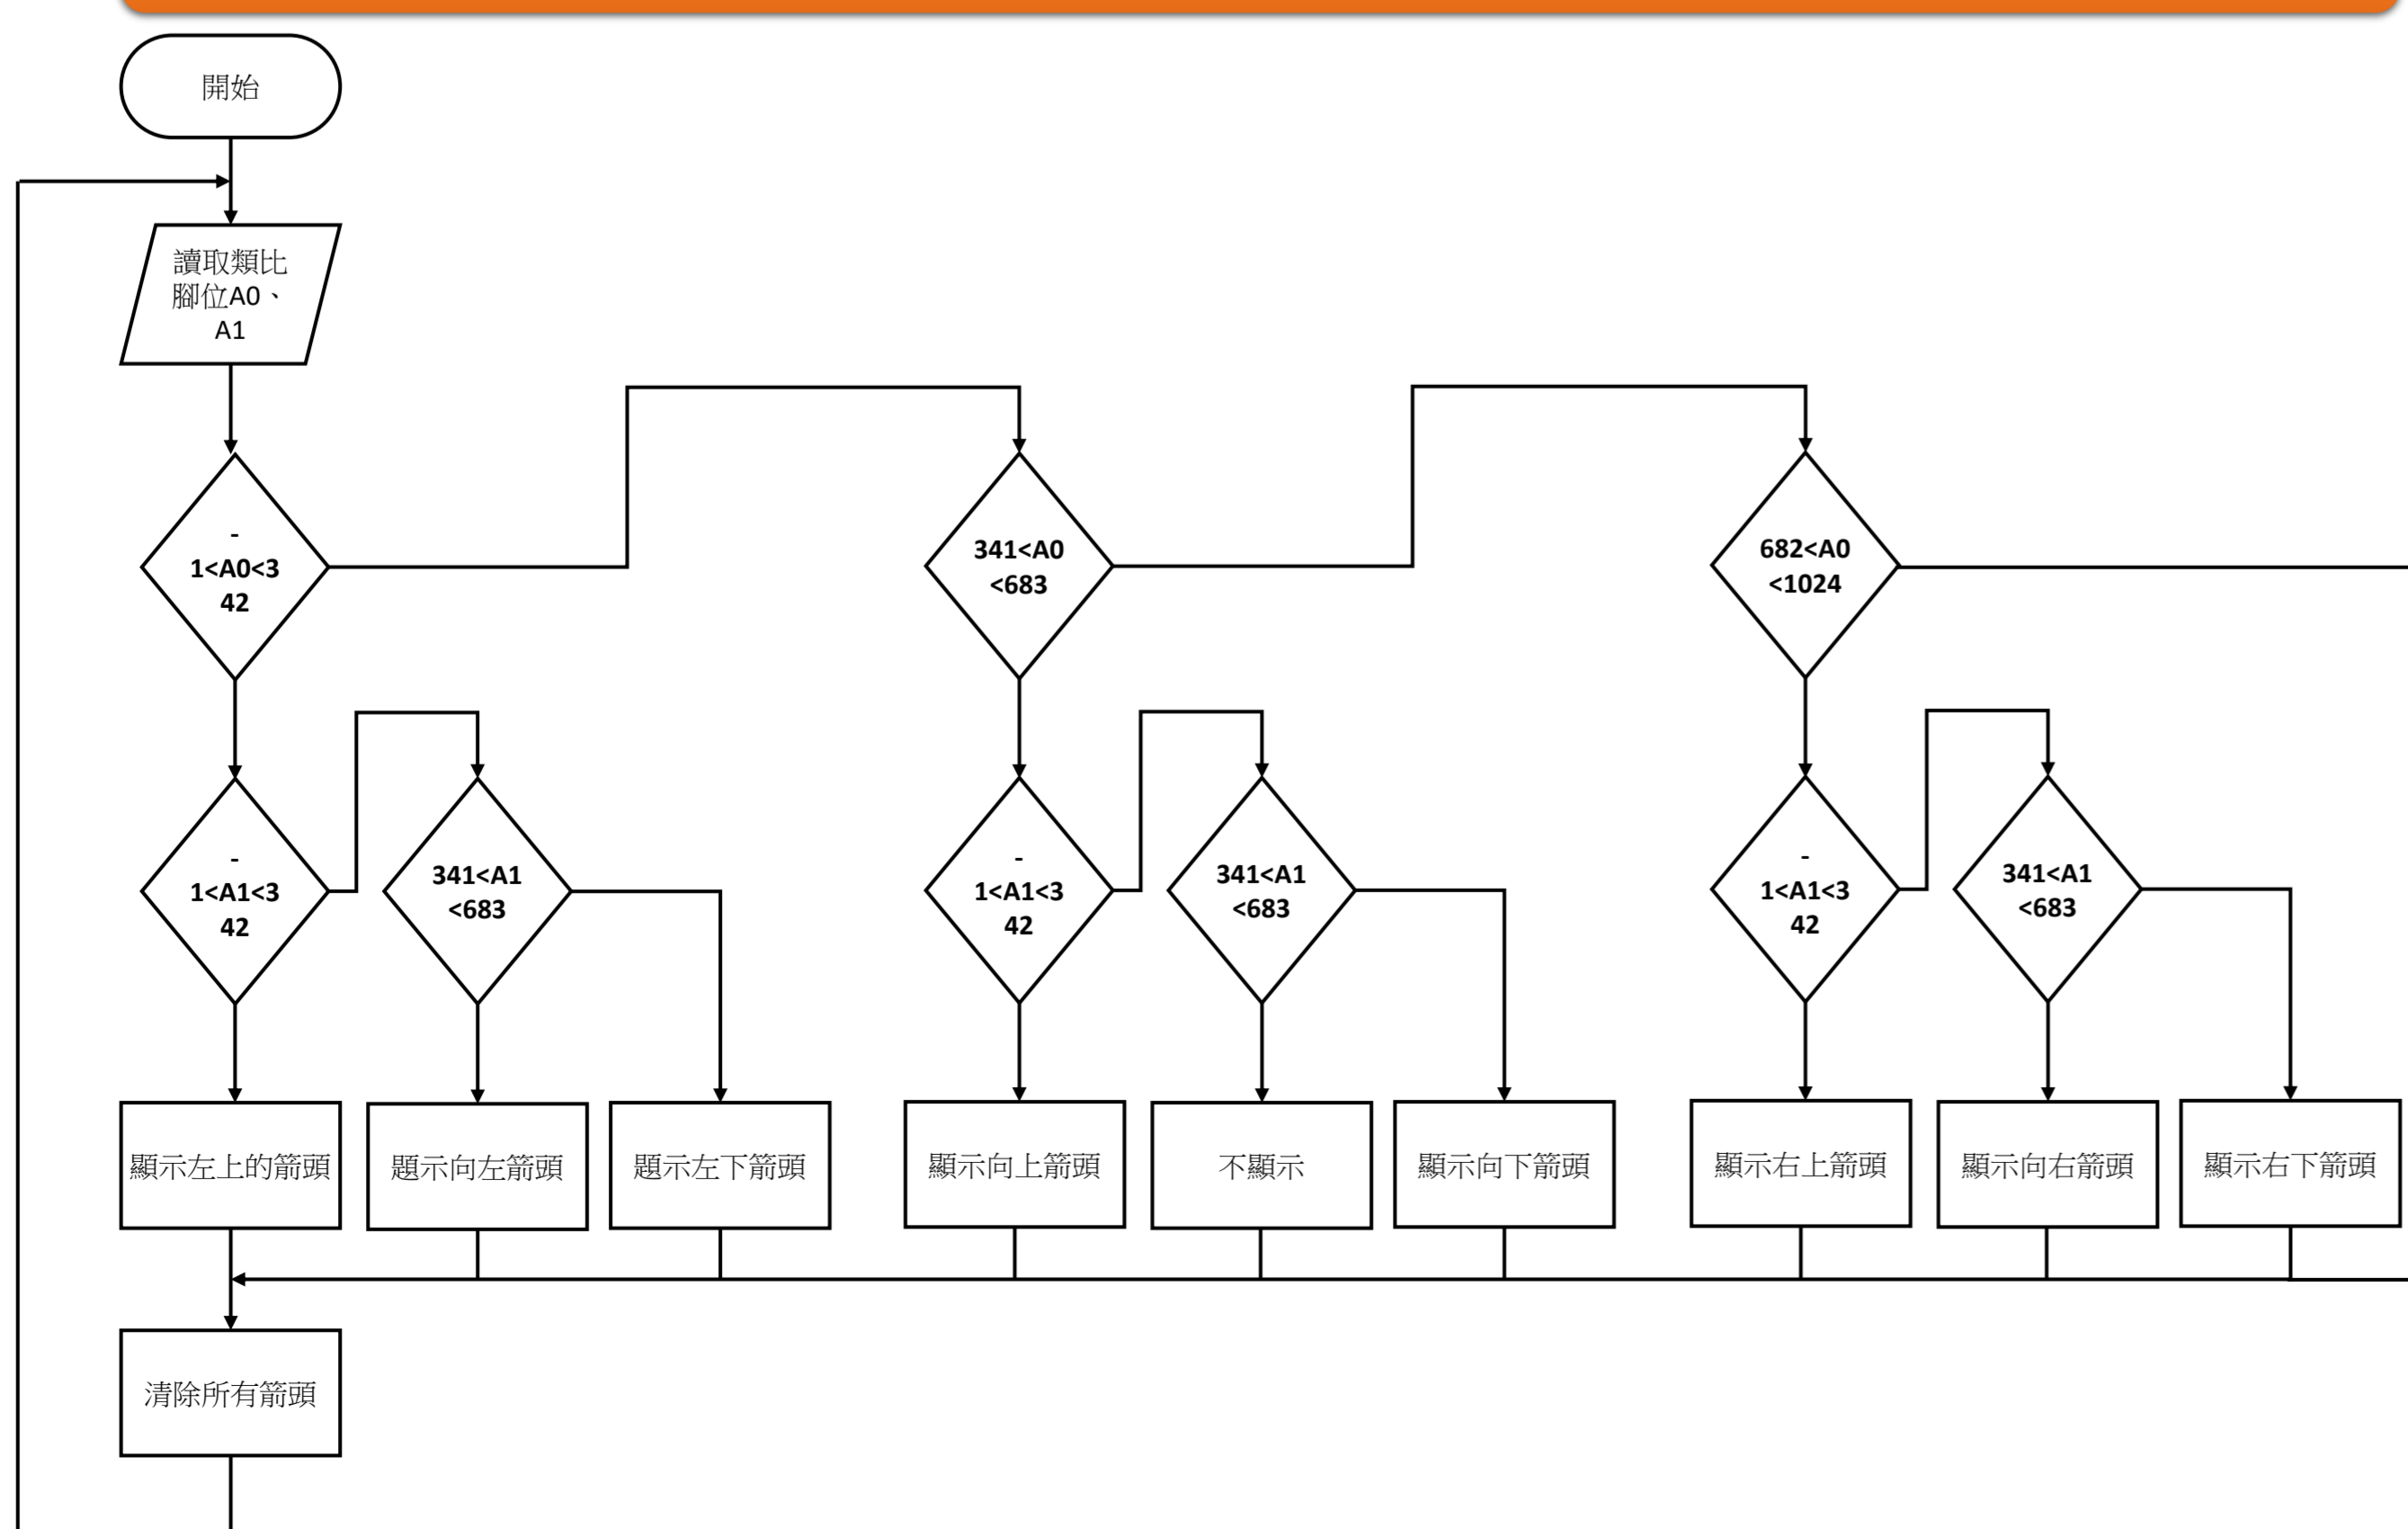 開始
讀取類比
腳位A0、
A1
-
1<A0<3
42
341<A0
<683
682<A0
<1024
-
1<A1<3
42
341<A1
<683
-
1<A1<3
42
341<A1
<683
-
1<A1<3
42
341<A1
<683
顯示左上的箭頭
題示向左箭頭
題示左下箭頭
顯示向上箭頭
不顯示
顯示向下箭頭
顯示右上箭頭
顯示向右箭頭
顯示右下箭頭
清除所有箭頭